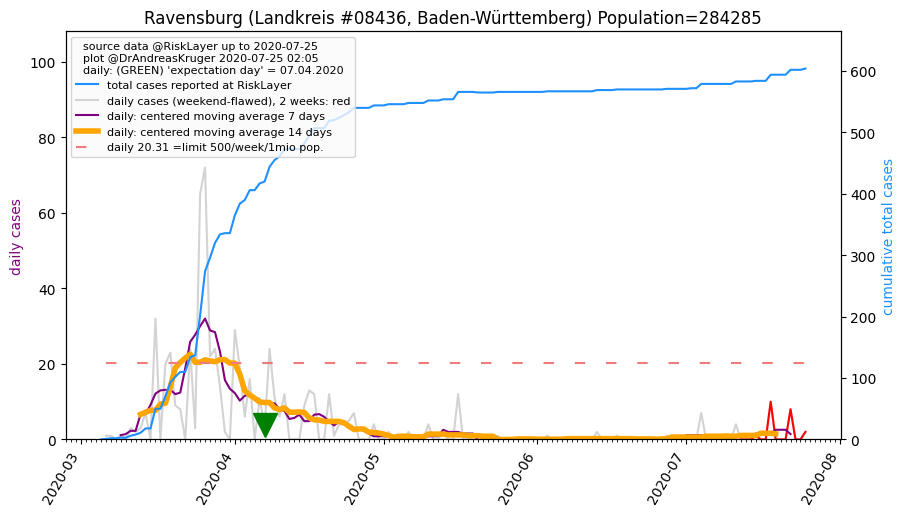 Ravensburg (Landkreis #08436, Baden-Württemberg) Population=284285
source data @RiskLayer up to 2020-07-25
plot @DrAndreasKruger 2020-07-25 02:05
daily: (GREEN) 'expectation day' = 07.04.2020
total cases reported at RiskLayer
daily cases (weekend-flawed), 2 weeks: red
daily: centered moving average 7 days
daily: centered moving average 14 days
daily 20.31 =limit 500/week/1mio pop.
daily cases
100
80
60
40
20
0
cumulative total cases
600
500
400
300
200
100
0
2020-03
2020-04
2020-05
2020-06
2020-07
2020-08